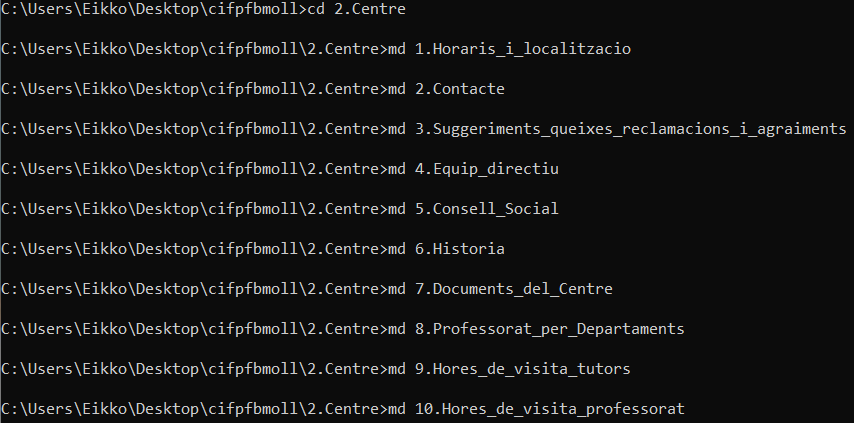 C:\Users\Eikko\Desktop\cifpfbmoll>cd 2.Centre
C:\Users\Eikko\Desktop\cifpfbmoll\2.Centre>md 1.Horaris_i_localitzacio
C:\Users\Eikko\Desktop\cifpfbmoll\2.Centre>md 2.Contacte
C:\Users\Eikko\Desktop\cifpfbmoll\2.Centre>md 3.Suggeriments_queixes_reclamacions_i_agraiments
C:\Users\Eikko\Desktop\cifpfbmoll\2.Centre>md 4.Equip_directiu
C:\Users\Eikko\Desktop\cifpfbmoll\2.Centre>md 5.Consell_Social
C:\Users\Eikko\Desktop\cifpfbmoll\2.Centre>md 6.Historia
C:\Users\Eikko\Desktop\cifpfbmoll\2.Centre>md 7.Documents_del_Centre
C:\Users\Eikko\Desktop\cifpfbmoll\2.Centre>md 8.Professorat_per_Departaments
C:\Users\Eikko\Desktop\cifpfbmoll\2.Centre>md 9.Hores_de_visita_tutors
C:\Users\Eikko\Desktop\cifpfbmoll\2.Centre>md 10.Hores_de_visita_professorat